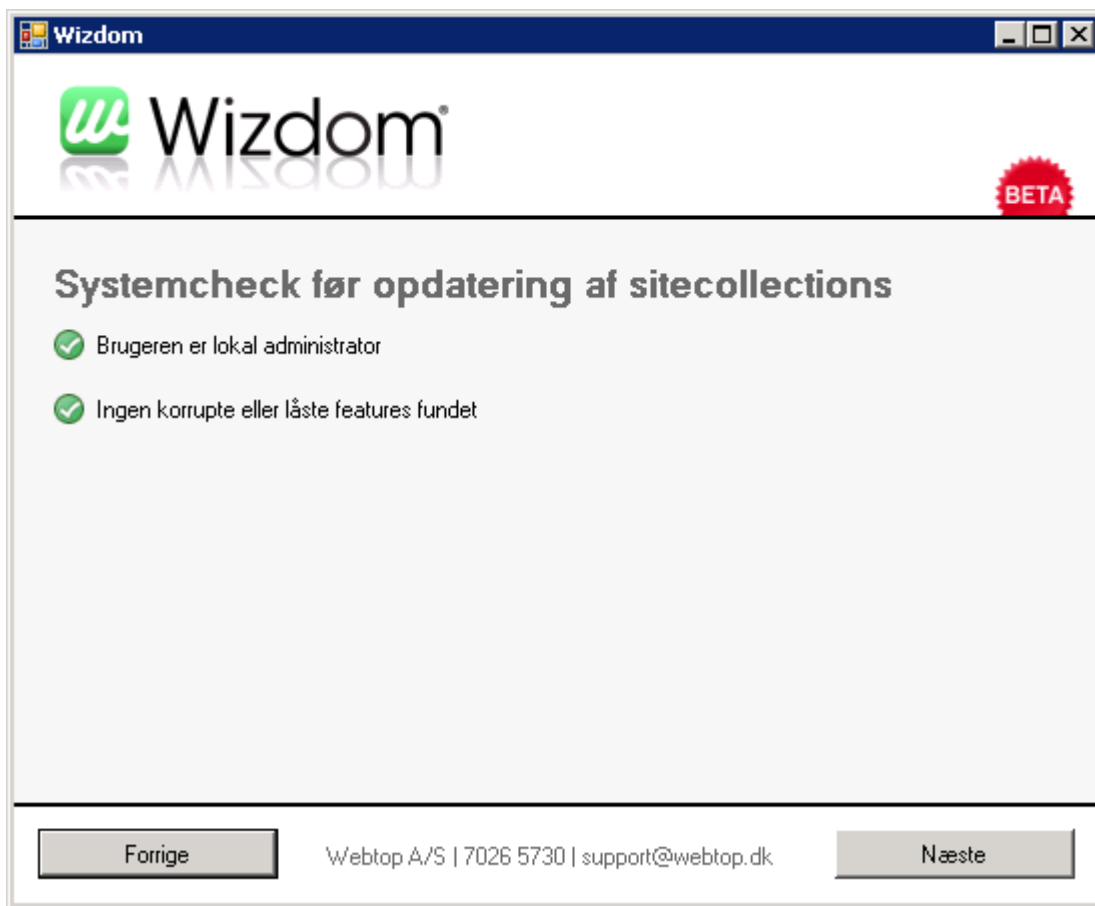 Wizdom
Wizdom®
BETA
Systemcheck før opdatering af sitecollections
Brugeren er lokal administrator
Ingen korrupte eller låste features fundet
Forrige
Webtop A/S | 7026 5730 | support@webtop.dk
Næste